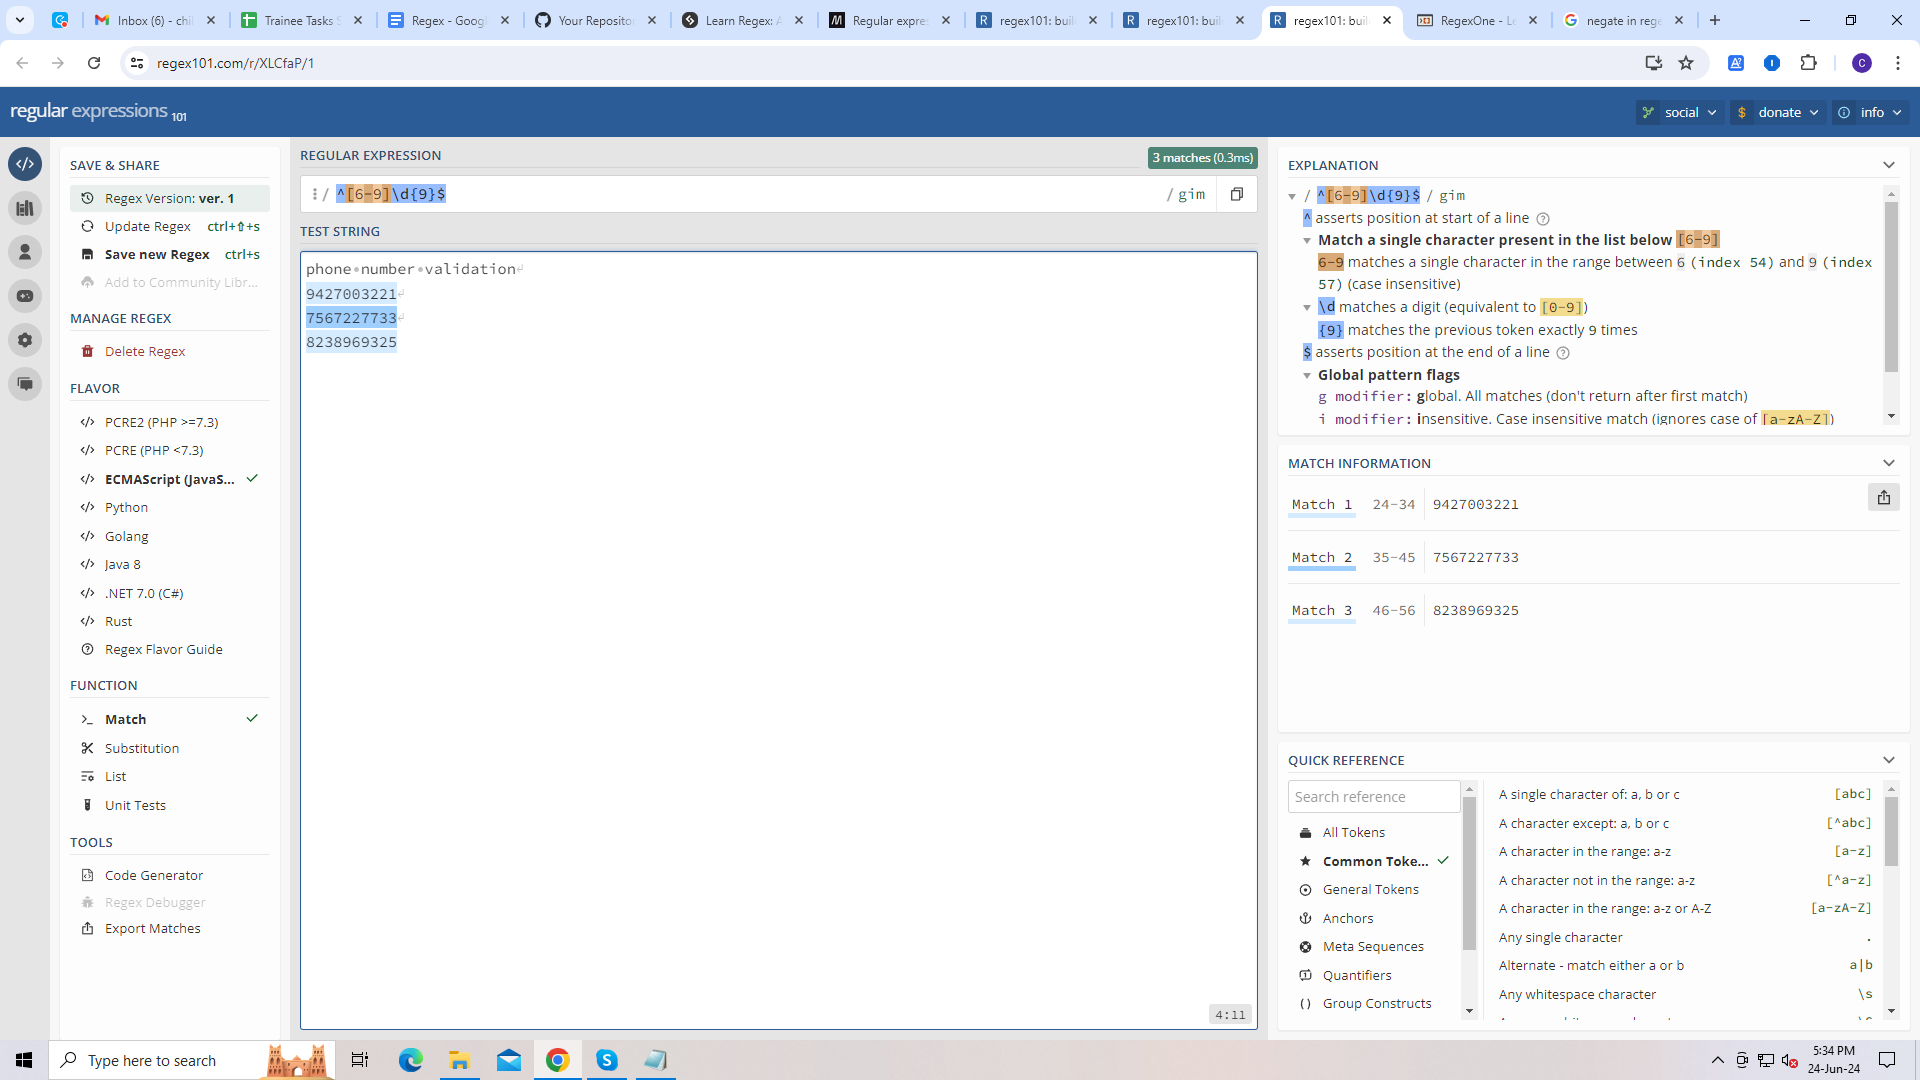 Inbox (6) - chi
Trainee Tasks S
Regex - Goog
Your Reposito
Learn Regex: A
Regular expres
regex101: buil
regex101: buil
regex101: buil
RegexOne - Le
negate in rege
regex101.com/r/XLCfaP/1
C
regular expressions 101
social
$ donate
info
SAVE & SHARE
Regex Version: ver. 1
Update Regex ctrl+⇧+s
Save new Regex ctrl+s
Add to Community Libr...
MANAGE REGEX
Delete Regex
FLAVOR
PCRE2 (PHP >=7.3)
PCRE (PHP <7.3)
ECMAScript (JavaS...
Python
Golang
Java 8
.NET 7.0 (C#)
Rust
Regex Flavor Guide
FUNCTION
Match
Substitution
List
Unit Tests
TOOLS
Code Generator
Regex Debugger
Export Matches
REGULAR EXPRESSION
3 matches (0.3ms)
/ ^[6-9]\d{9}$ / gim
TEST STRING
phone•number•validation
9427003221
7567227733
8238969325
4:11
EXPLANATION
/ ^[6-9]\d{9}$ / gim
^ asserts position at start of a line
Match a single character present in the list below [6-9]
6-9 matches a single character in the range between 6 (index 54) and 9 (index
57) (case insensitive)
\d matches a digit (equivalent to [0-9])
{9} matches the previous token exactly 9 times
$ asserts position at the end of a line
Global pattern flags
g modifier: global. All matches (don't return after first match)
i modifier: insensitive. Case insensitive match (ignores case of [a-zA-Z])
MATCH INFORMATION
Match 1 24-34 9427003221
Match 2 35-45 7567227733
Match 3 46-56 8238969325
QUICK REFERENCE
Search reference
All Tokens
Common Toke...
General Tokens
Anchors
Meta Sequences
Quantifiers
Group Constructs
A single character of: a, b or c [abc]
A character except: a, b or c [^abc]
A character in the range: a-z [a-z]
A character not in the range: a-z [^a-z]
A character in the range: a-z or A-Z [a-zA-Z]
Any single character .
Alternate - match either a or b a|b
Any whitespace character \s
Type here to search
5:34 PM
24-Jun-24